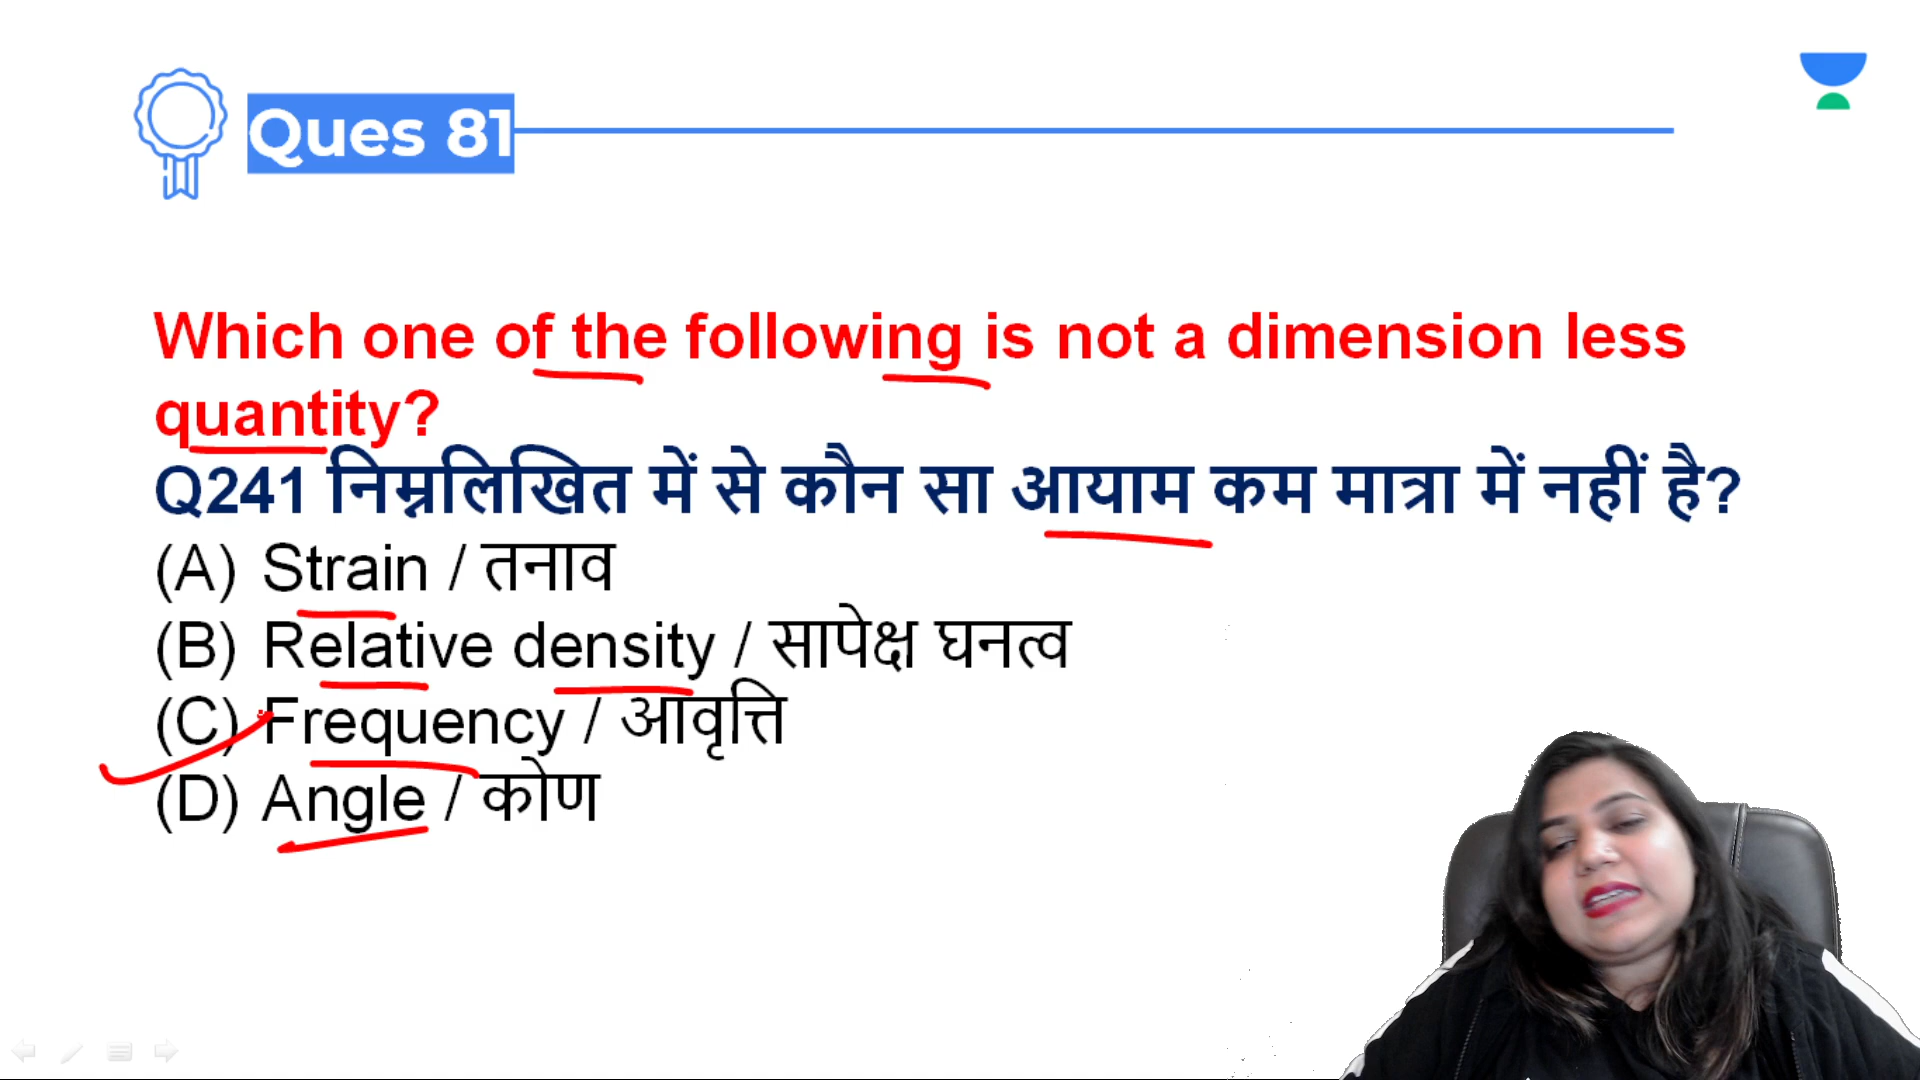 Ques 81
Which one of the following is not a dimension less
quantity?
Q241 निम्नलिखित में से कौन सा आयाम कम मात्रा में नहीं है?
(A) Strain / तनाव
(B) Relative density / सापेक्ष घनत्व
(C) Frequency / आवृत्ति
(D) Angle / कोण